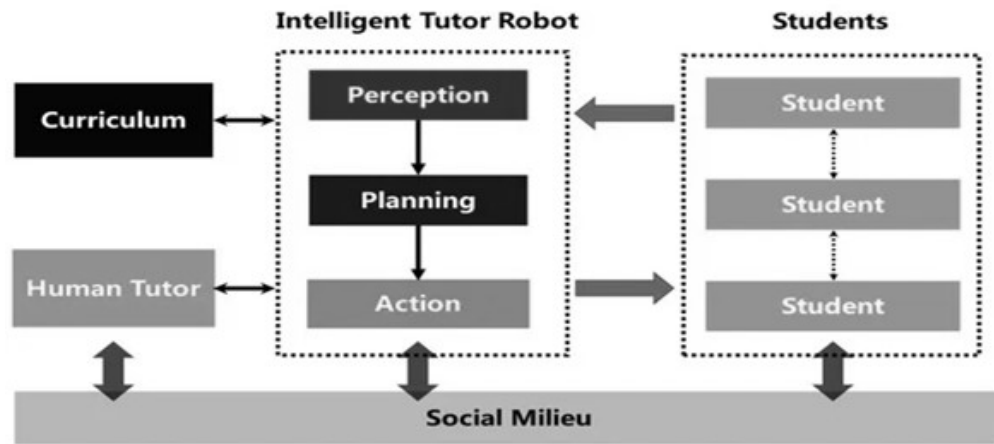 Intelligent Tutor Robot
Students
Curriculum
Perception
Student
Planning
Student
Human Tutor
Action
Student
Social Milieu